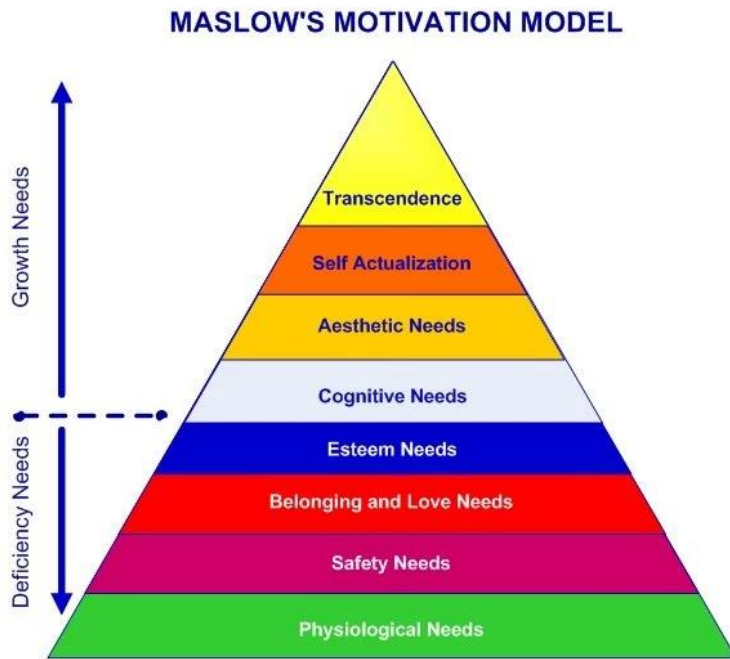 MASLOW'S MOTIVATION MODEL
Growth Needs
Deficiency Needs
Transcendence
Self Actualization
Aesthetic Needs
Cognitive Needs
Esteem Needs
Belonging and Love Needs
Safety Needs
Physiological Needs